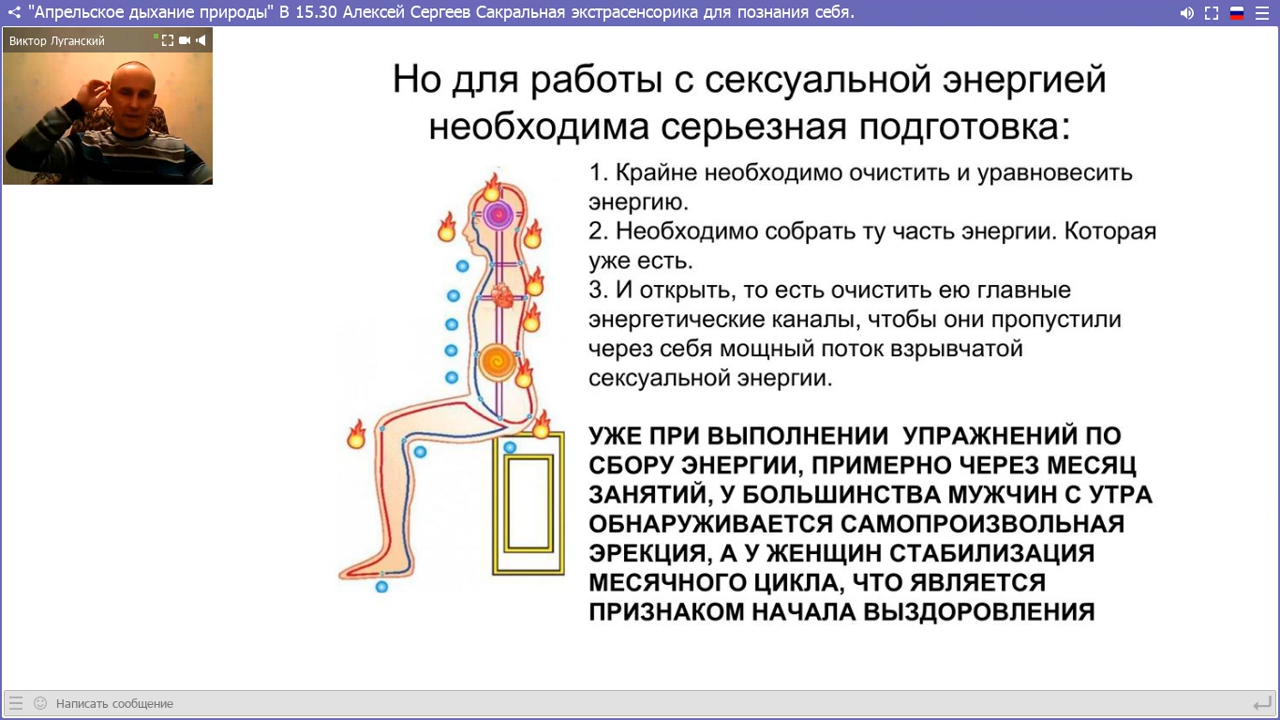 "Апрельское дыхание природы" В 15.30 Алексей Сергеев Сакральная экстрасенсорика для познания себя.
Виктор Луганский
Но для работы с сексуальной энергией
необходима серьезная подготовка:
1. Крайне необходимо очистить и уравновесить
энергию.
2. Необходимо собрать ту часть энергии. Которая
уже есть.
3. И открыть, то есть очистить ею главные
энергетические каналы, чтобы они пропустили
через себя мощный поток взрывчатой
сексуальной энергии.
УЖЕ ПРИ ВЫПОЛНЕНИИ УПРАЖНЕНИЙ ПО
СБОРУ ЭНЕРГИИ, ПРИМЕРНО ЧЕРЕЗ МЕСЯЦ
ЗАНЯТИЙ, У БОЛЬШИНСТВА МУЖЧИН С УТРА
ОБНАРУЖИВАЕТСЯ САМОПРОИЗВОЛЬНАЯ
ЭРЕКЦИЯ, А У ЖЕНЩИН СТАБИЛИЗАЦИЯ
МЕСЯЧНОГО ЦИКЛА, ЧТО ЯВЛЯЕТСЯ
ПРИЗНАКОМ НАЧАЛА ВЫЗДОРОВЛЕНИЯ
Написать сообщение